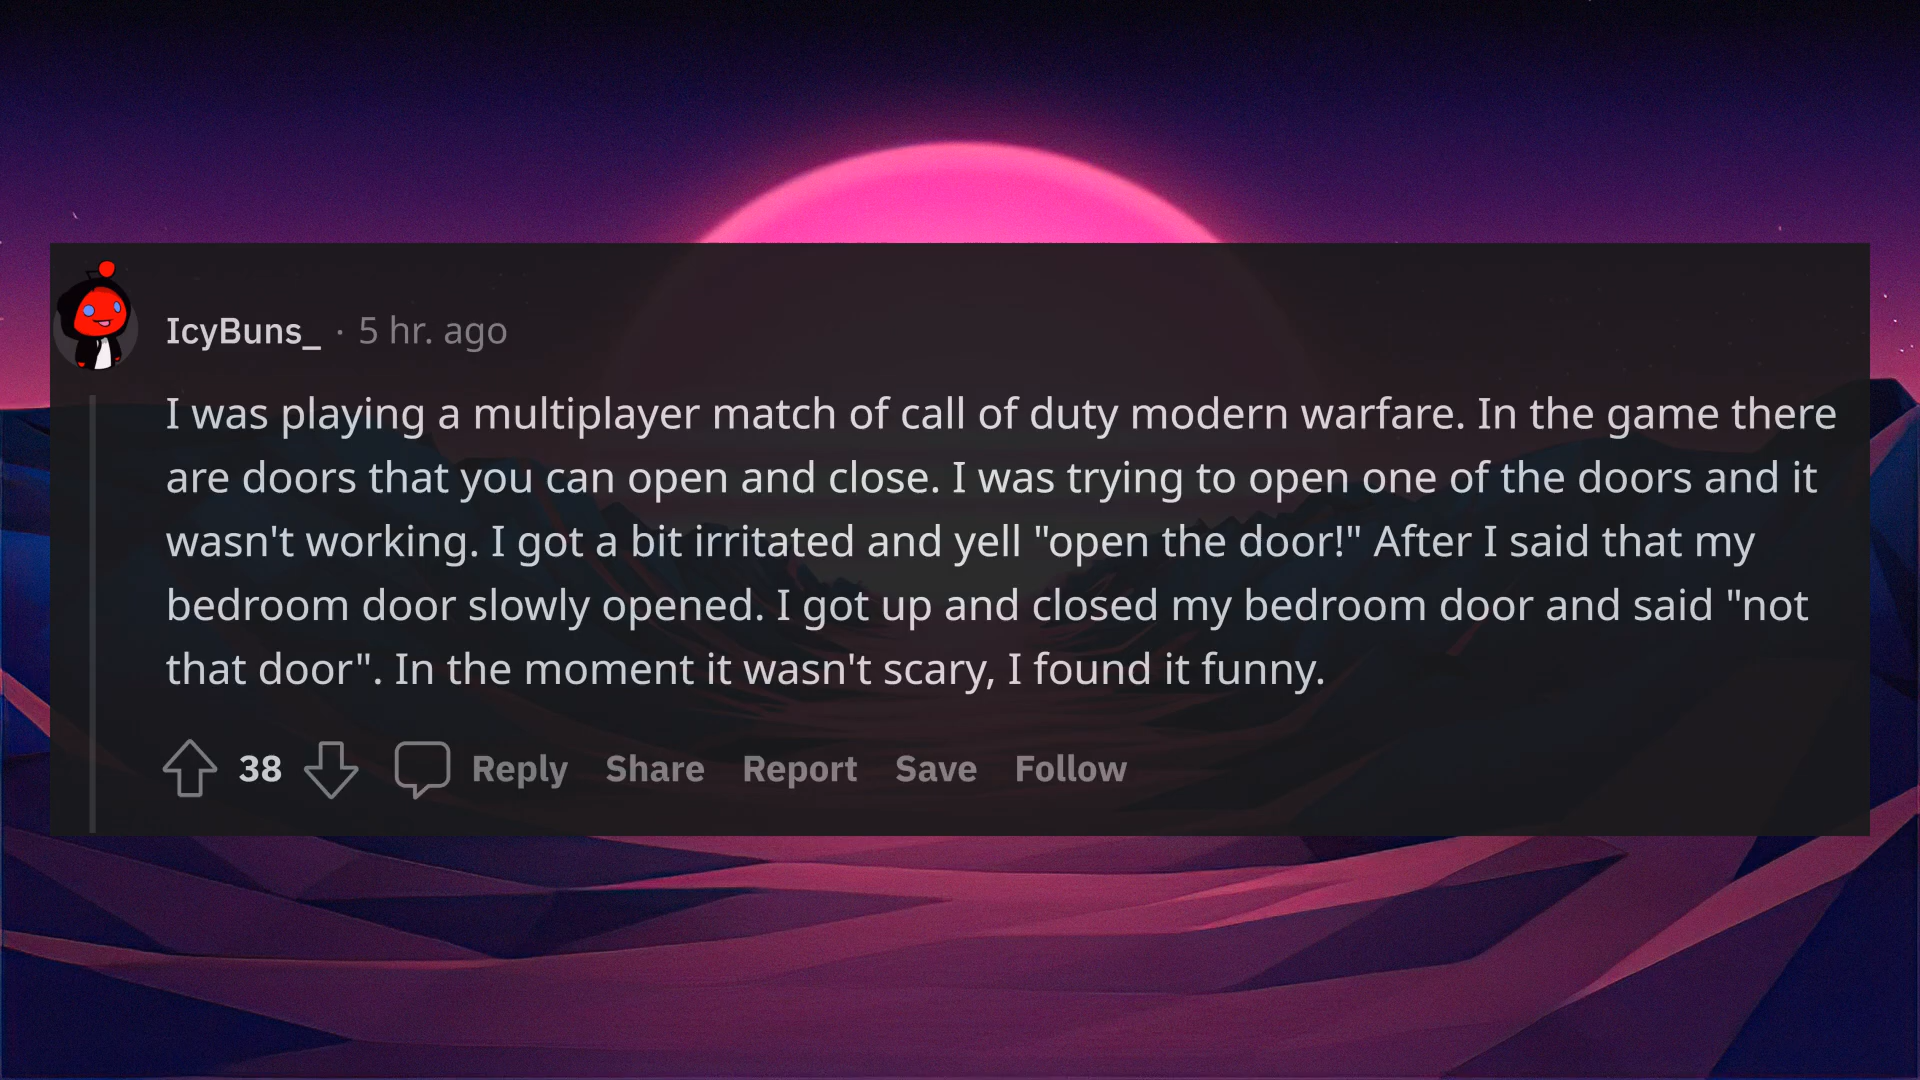 IcyBuns_ · 5 hr. ago
I was playing a multiplayer match of call of duty modern warfare. In the game there
are doors that you can open and close. I was trying to open one of the doors and it
wasn't working. I got a bit irritated and yell "open the door!" After I said that my
bedroom door slowly opened. I got up and closed my bedroom door and said "not
that door". In the moment it wasn't scary, I found it funny.
38 Reply Share Report Save Follow